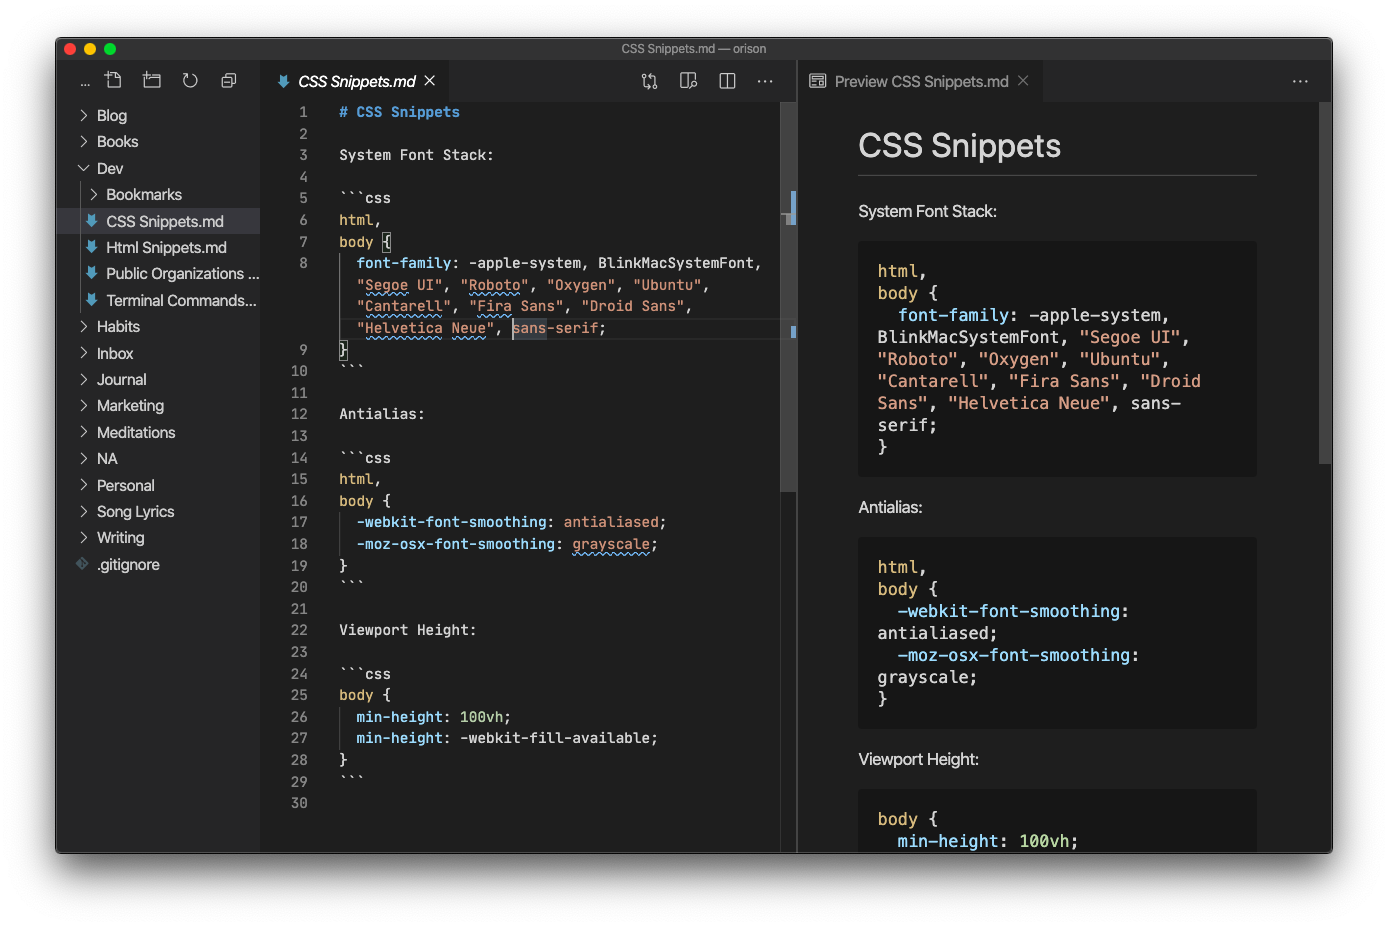 CSS Snippets.md — orison
...
Blog
Books
Dev
Bookmarks
CSS Snippets.md
Html Snippets.md
Public Organizations ...
Terminal Commands...
Habits
Inbox
Journal
Marketing
Meditations
NA
Personal
Song Lyrics
Writing
.gitignore
CSS Snippets.md
1 # CSS Snippets
2
3 System Font Stack:
4
5 ```css
6 html,
7 body {
8 font-family: -apple-system, BlinkMacSystemFont,
"Segoe UI", "Roboto", "Oxygen", "Ubuntu",
"Cantarell", "Fira Sans", "Droid Sans",
"Helvetica Neue", sans-serif;
9 }
10 ```
11
12 Antialias:
13
14 ```css
15 html,
16 body {
17 -webkit-font-smoothing: antialiased;
18 -moz-osx-font-smoothing: grayscale;
19 }
20 ```
21
22 Viewport Height:
23
24 ```css
25 body {
26 min-height: 100vh;
27 min-height: -webkit-fill-available;
28 }
29 ```
30
Preview CSS Snippets.md
CSS Snippets
System Font Stack:
html,
body {
font-family: -apple-system,
BlinkMacSystemFont, "Segoe UI",
"Roboto", "Oxygen", "Ubuntu",
"Cantarell", "Fira Sans", "Droid
Sans", "Helvetica Neue", sans-
serif;
}
Antialias:
html,
body {
-webkit-font-smoothing:
antialiased;
-moz-osx-font-smoothing:
grayscale;
}
Viewport Height:
body {
min-height: 100vh;